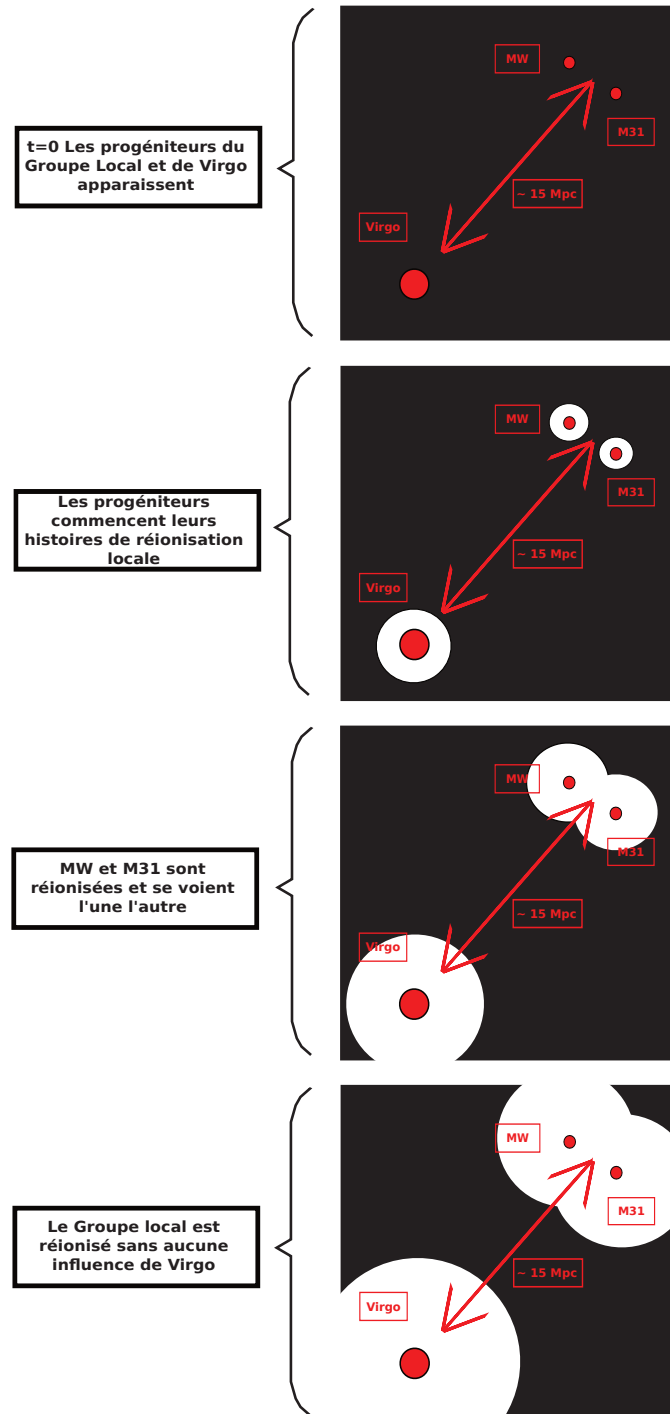 MW
M31
t=0 Les progéniteurs du
Groupe Local et de Virgo
apparaissent
~ 15 Mpc
Virgo
MW
M31
Les progéniteurs
commencent leurs
histoires de réionisation
locale
~ 15 Mpc
Virgo
MW
M31
MW et M31 sont
réionisées et se voient
l'une l'autre
~ 15 Mpc
Virgo
MW
M31
Le Groupe local est
réionisé sans aucune
influence de Virgo
~ 15 Mpc
Virgo